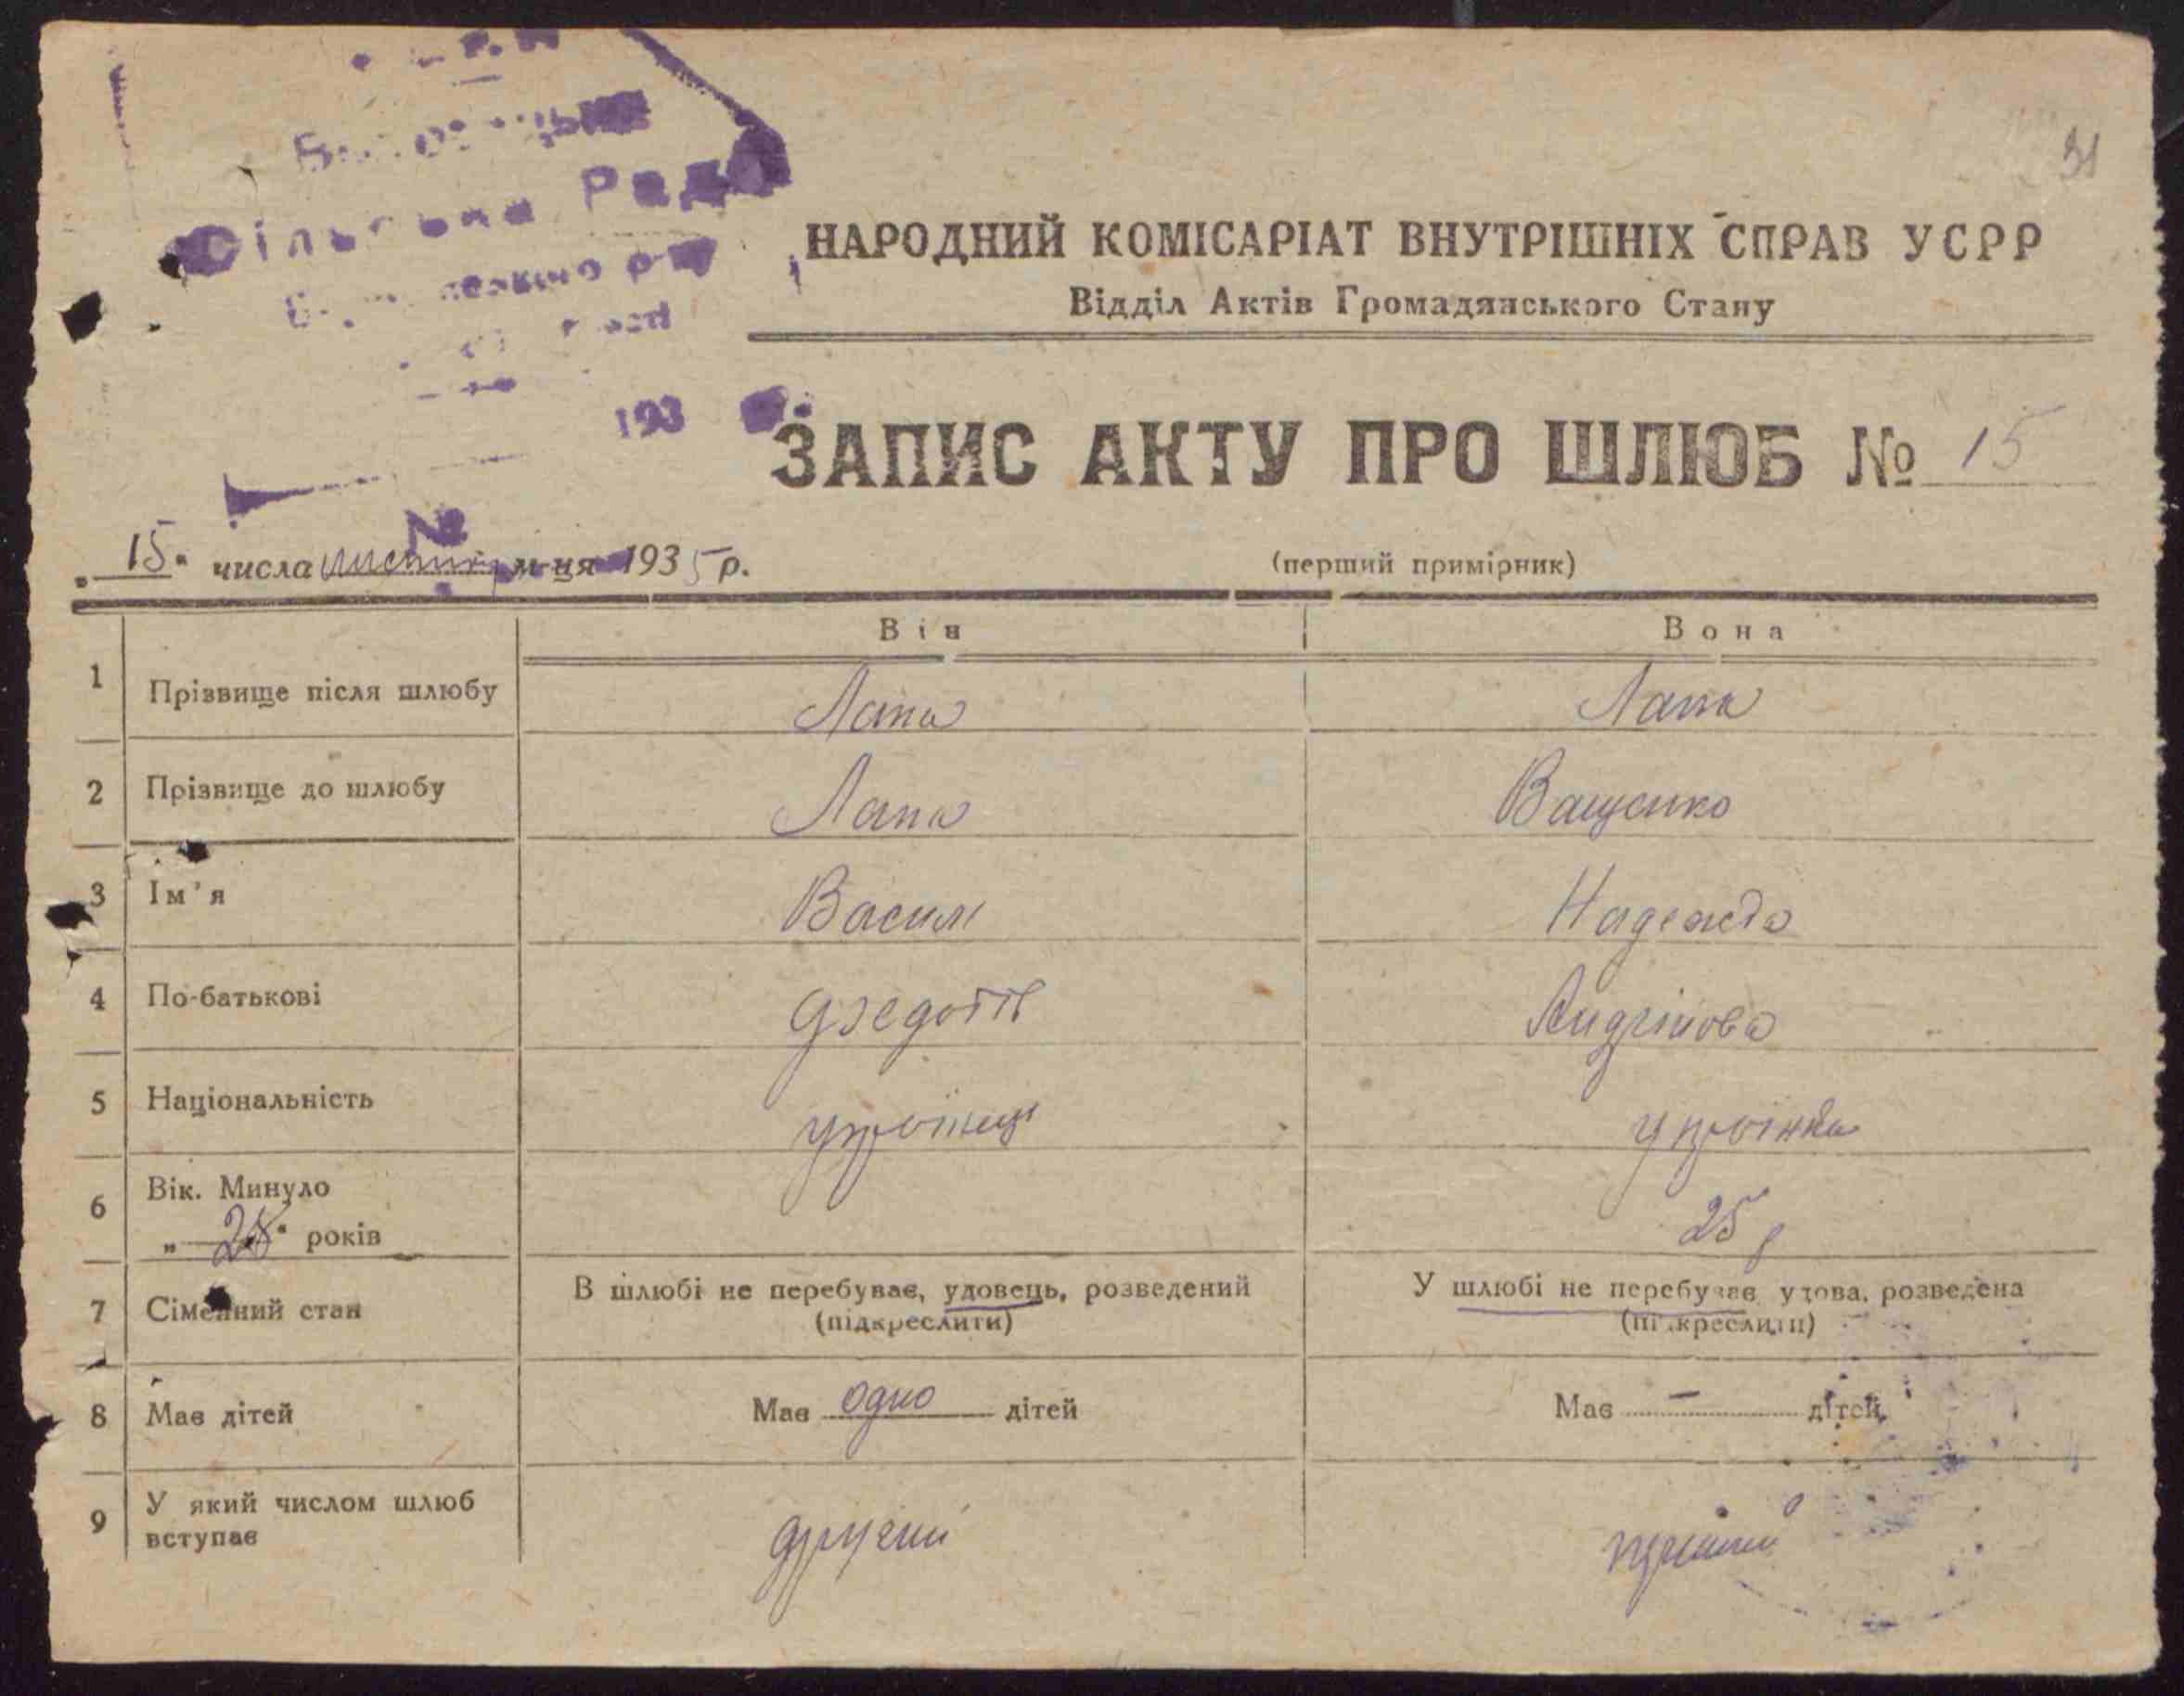 31
Сільська Рада
193
№
НАРОДНИЙ КОМІСАРІАТ ВНУТРІШНІХ СПРАВ УСРР
Відділ Актів Громадянського Стану
ЗАПИС АКТУ ПРО ШЛЮБ № 15
15 числа листоп. м-ця 1935 р.
(перший примірник)
Він Вона
1 Прізвище після шлюбу Лапа Лапа
2 Прізвище до шлюбу Лапа Ващенко
3 Ім'я Васил Надежда
4 По-батькові Федотів Андріїова
5 Національність українець українка
6 Вік. Минуло
„ 28 " років 25 р
7 Сімейний стан В шлюбі не перебуває, удовець, розведений У шлюбі не перебуває, удова, розведена
(підкреслити) (підкреслити)
8 Має дітей Має одно дітей Має — дітей
9 У який числом шлюб
вступає другий перший